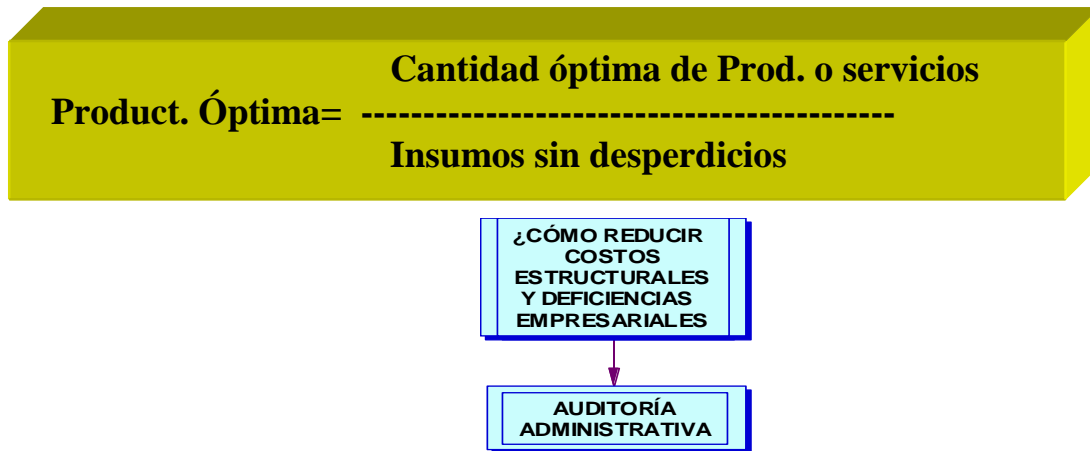 Cantidad óptima de Prod. o servicios
Product. Óptima= -------------------------------------------
Insumos sin desperdicios
¿CÓMO REDUCIR
COSTOS
ESTRUCTURALES
Y DEFICIENCIAS
EMPRESARIALES
AUDITORÍA
ADMINISTRATIVA